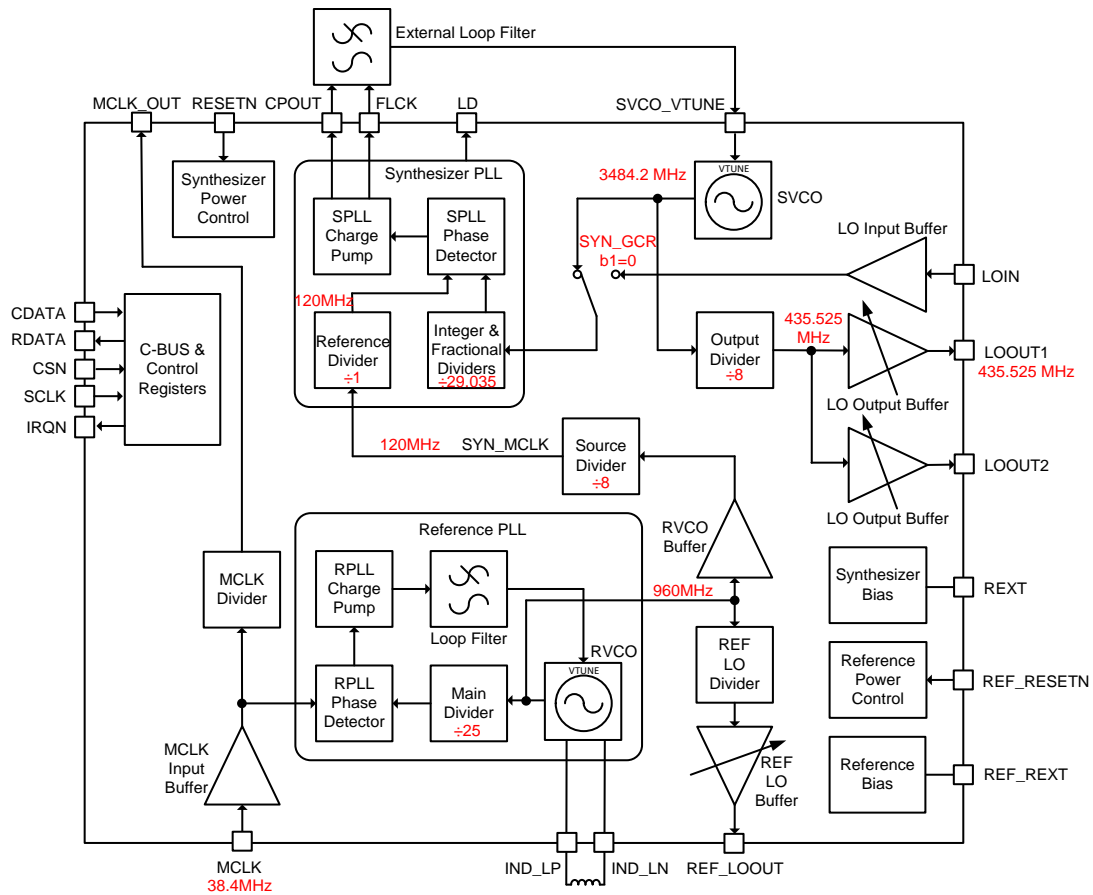 External Loop Filter
MCLK_OUT
RESETN
CPOUT
FLCK
LD
SVCO_VTUNE
Synthesizer
Power
Control
Synthesizer PLL
SPLL
Charge
Pump
SPLL
Phase
Detector
120MHz
Reference
Divider
÷1
Integer &
Fractional
Dividers
÷29.035
3484.2 MHz
VTUNE
SVCO
SYN_GCR
b1=0
LO Input Buffer
LOIN
CDATA
RDATA
CSN
SCLK
IRQN
C-BUS &
Control
Registers
Output
Divider
÷8
435.525
MHz
LOOUT1
435.525 MHz
LO Output Buffer
LOOUT2
LO Output Buffer
120MHz
SYN_MCLK
Source
Divider
÷8
RVCO
Buffer
Reference PLL
MCLK
Divider
RPLL
Charge
Pump
Loop Filter
960MHz
RVCO
VTUNE
RPLL
Phase
Detector
Main
Divider
÷25
REF
LO
Divider
REF
LO
Buffer
Synthesizer
Bias
REXT
Reference
Power
Control
REF_RESETN
Reference
Bias
REF_REXT
MCLK
Input
Buffer
MCLK
38.4MHz
IND_LP
IND_LN
REF_LOOUT